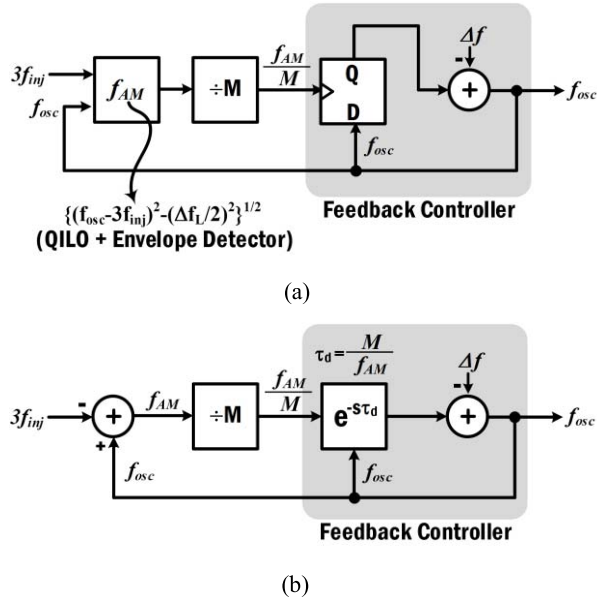 Δf
3f_inj
f_osc
f_AM
÷M
f_AM/M
Q
D
f_osc
-
+
f_osc
{(f_osc-3f_inj)²-(Δf_L/2)²}^1/2
(QILO + Envelope Detector)
Feedback Controller
(a)
τ_d=M/f_AM
Δf
3f_inj
-
+
+
f_AM
÷M
f_AM/M
e^-sτ_d
-
+
f_osc
f_osc
f_osc
Feedback Controller
(b)